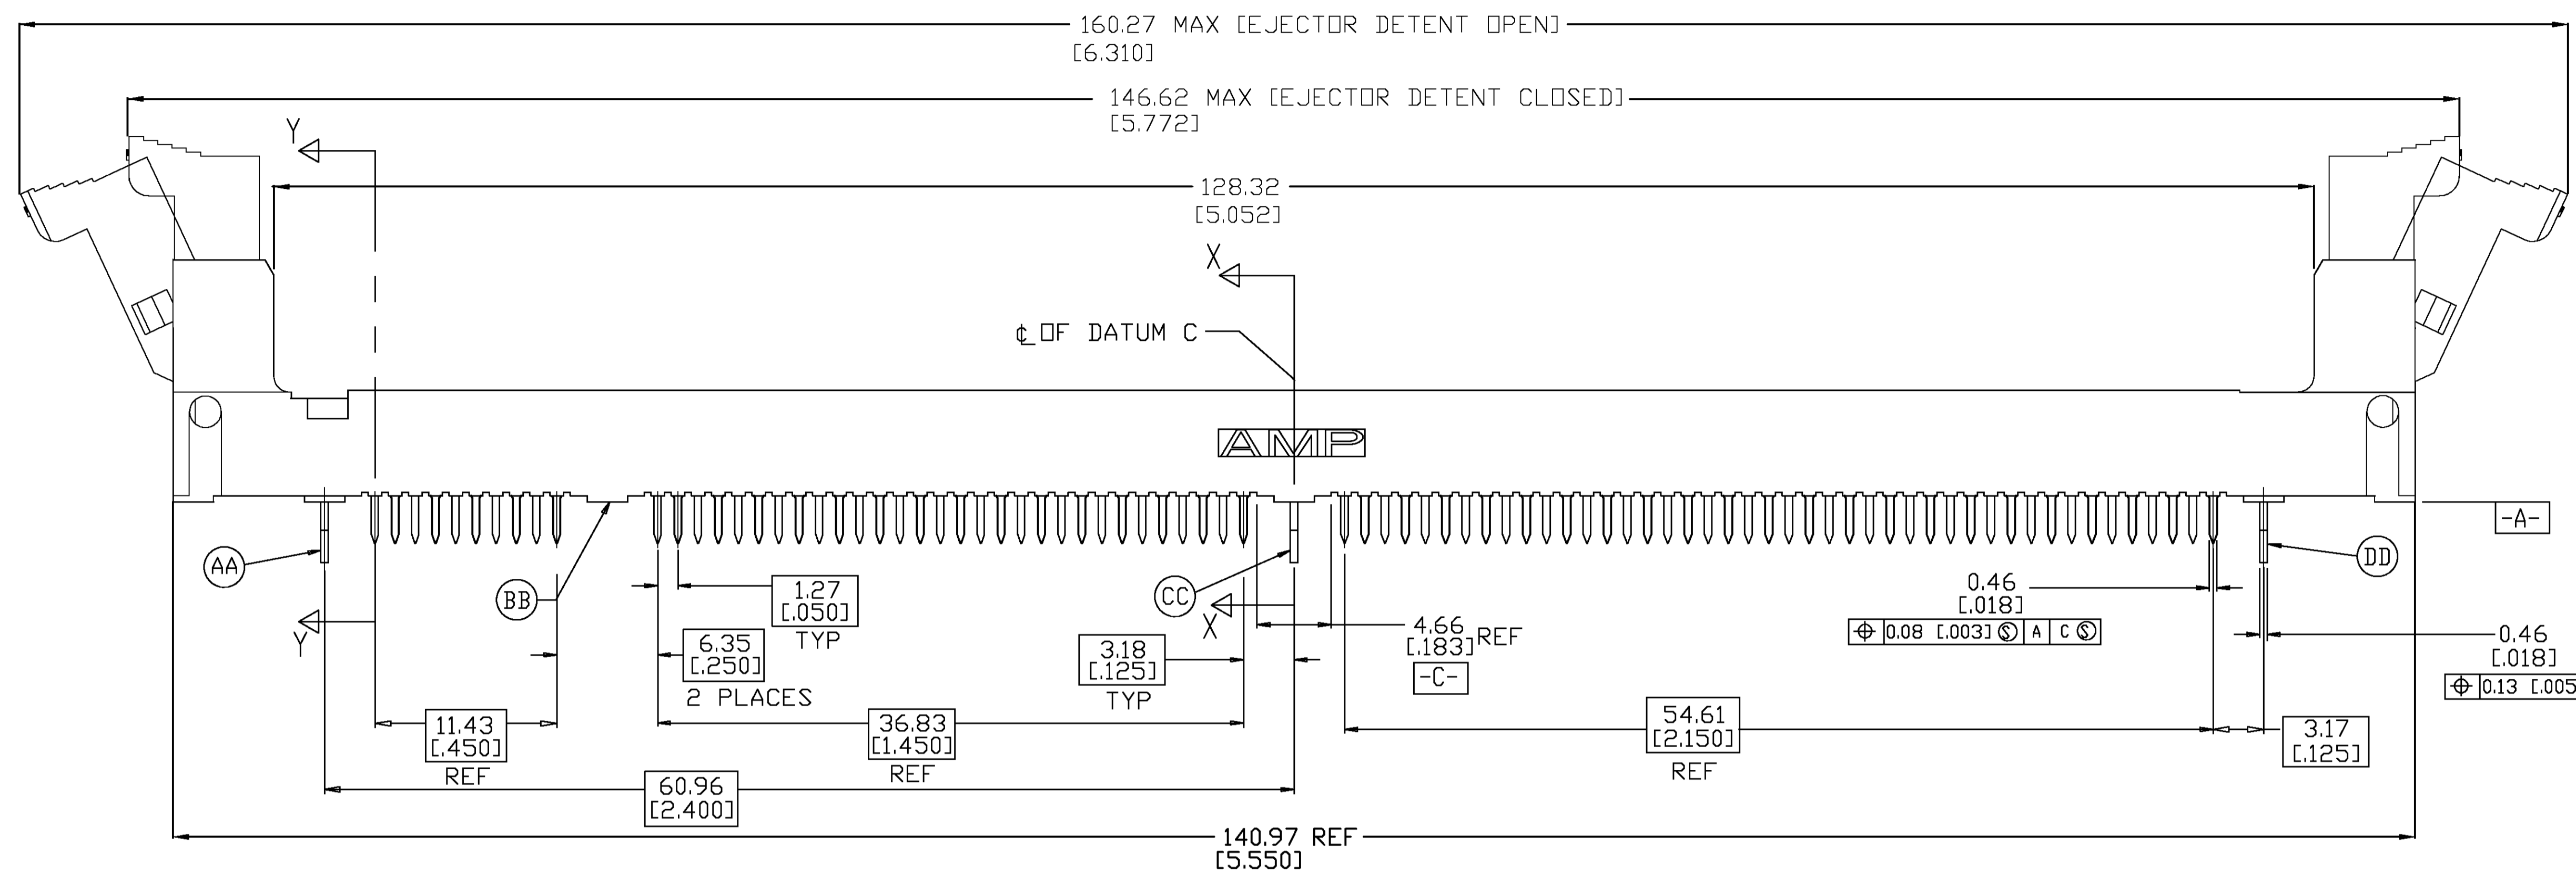 160.27 MAX [EJECTOR DETENT OPEN]
[6.310]
146.62 MAX [EJECTOR DETENT CLOSED]
[5.772]
Y
128.32
[5.052]
X
℄ OF DATUM C
AMP
-A-
AA
BB
CC
DD
1.27
[.050]
TYP
0.46
[.018]
⌖ 0.08 [.003] Ⓢ A C Ⓢ
Y
X
6.35
[.250]
2 PLACES
3.18
[.125]
TYP
4.66
[.183] REF
-C-
0.46
[.018]
⌖ 0.13 [.005
11.43
[.450]
REF
36.83
[1.450]
REF
54.61
[2.150]
REF
3.17
[.125]
60.96
[2.400]
140.97 REF
[5.550]